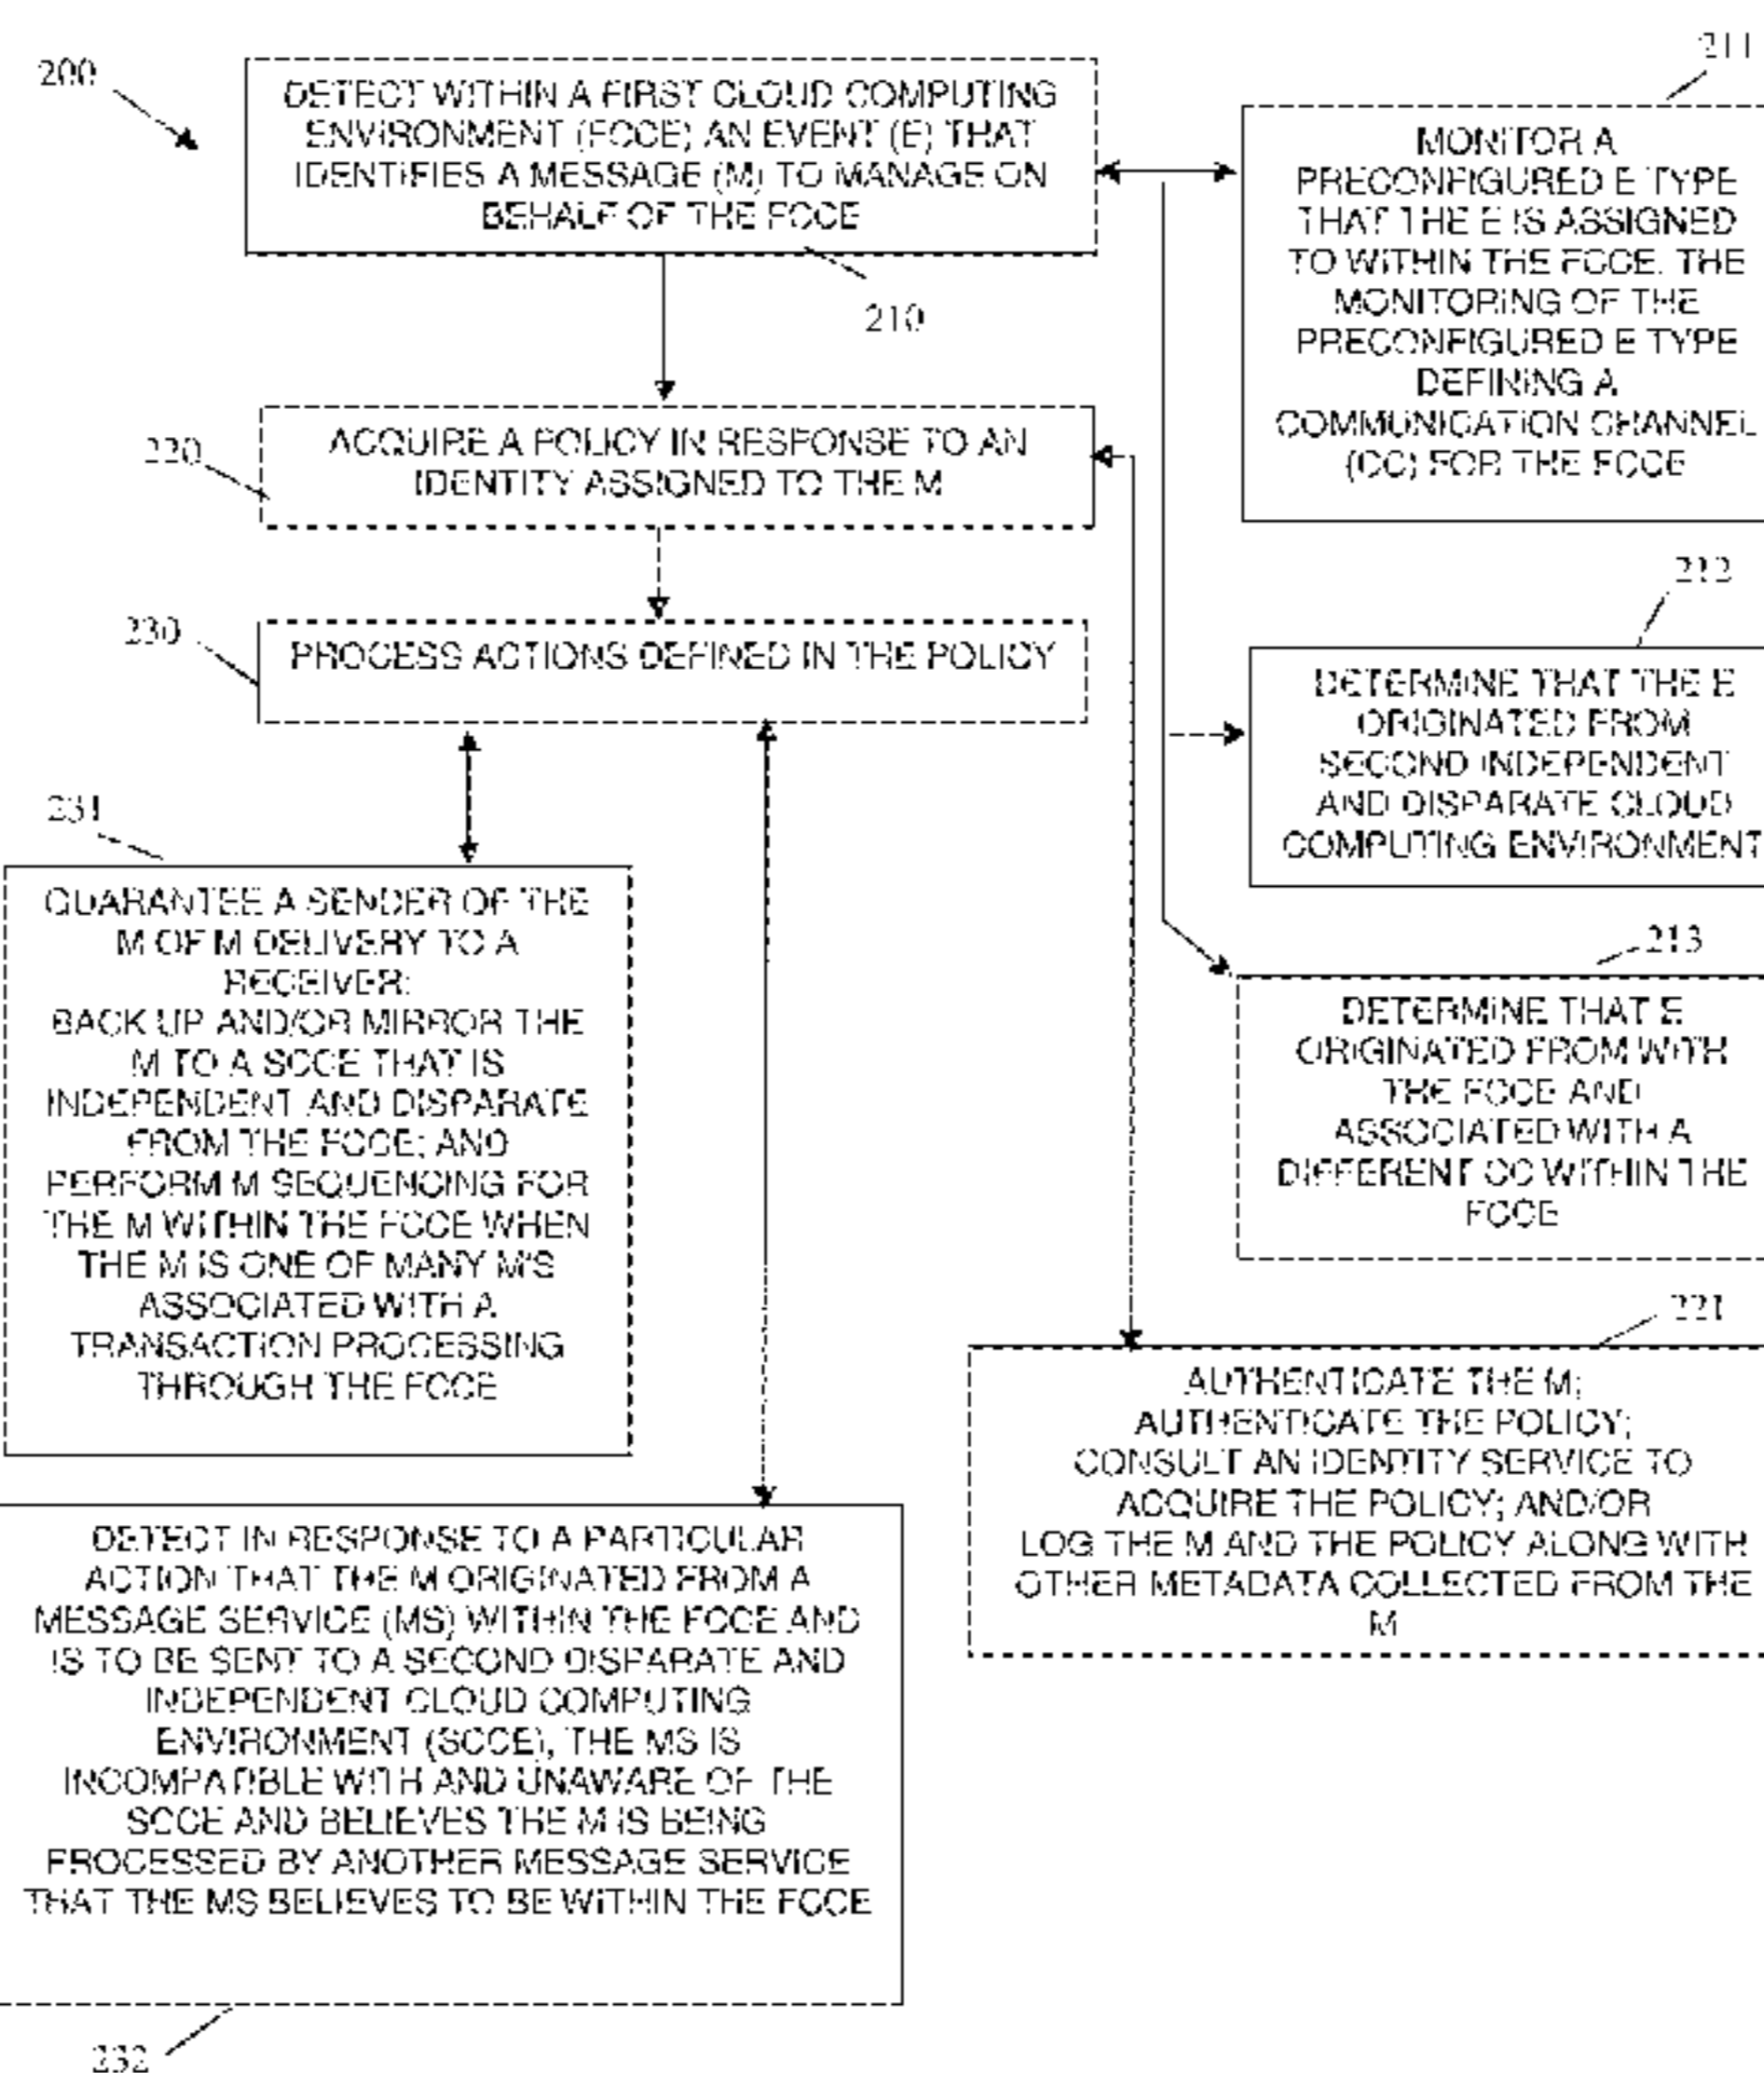 200
DETECT WITHIN A FIRST CLOUD COMPUTING
ENVIRONMENT (FCCE) AN EVENT (E) THAT
IDENTIFIES A MESSAGE (M) TO MANAGE ON
BEHALF OF THE FCCE
210
211
MONITOR A
PRECONFIGURED E TYPE
THAT THE E IS ASSIGNED
TO WITHIN THE FCCE, THE
MONITORING OF THE
PRECONFIGURED E TYPE
DEFINING A
COMMUNICATION CHANNEL
(CC) FOR THE FCCE
220
ACQUIRE A POLICY IN RESPONSE TO AN
IDENTITY ASSIGNED TO THE M
212
DETERMINE THAT THE E
ORIGINATED FROM
SECOND INDEPENDENT
AND DISPARATE CLOUD
COMPUTING ENVIRONMENT
230
PROCESS ACTIONS DEFINED IN THE POLICY
213
DETERMINE THAT E
ORIGINATED FROM WITH
THE FCCE AND
ASSOCIATED WITH A
DIFFERENT CC WITHIN THE
FCCE
231
GUARANTEE A SENDER OF THE
M OF M DELIVERY TO A
RECEIVER;
BACK UP AND/OR MIRROR THE
M TO A SCCE THAT IS
INDEPENDENT AND DISPARATE
FROM THE FCCE; AND
PERFORM M SEQUENCING FOR
THE M WITHIN THE FCCE WHEN
THE M IS ONE OF MANY M'S
ASSOCIATED WITH A
TRANSACTION PROCESSING
THROUGH THE FCCE
221
AUTHENTICATE THE M;
AUTHENTICATE THE POLICY;
CONSULT AN IDENTITY SERVICE TO
ACQUIRE THE POLICY; AND/OR
LOG THE M AND THE POLICY ALONG WITH
OTHER METADATA COLLECTED FROM THE
M
DETECT IN RESPONSE TO A PARTICULAR
ACTION THAT THE M ORIGINATED FROM A
MESSAGE SERVICE (MS) WITHIN THE FCCE AND
IS TO BE SENT TO A SECOND DISPARATE AND
INDEPENDENT CLOUD COMPUTING
ENVIRONMENT (SCCE), THE MS IS
INCOMPATIBLE WITH AND UNAWARE OF THE
SCCE AND BELIEVES THE M IS BEING
PROCESSED BY ANOTHER MESSAGE SERVICE
THAT THE MS BELIEVES TO BE WITHIN THE FCCE
232